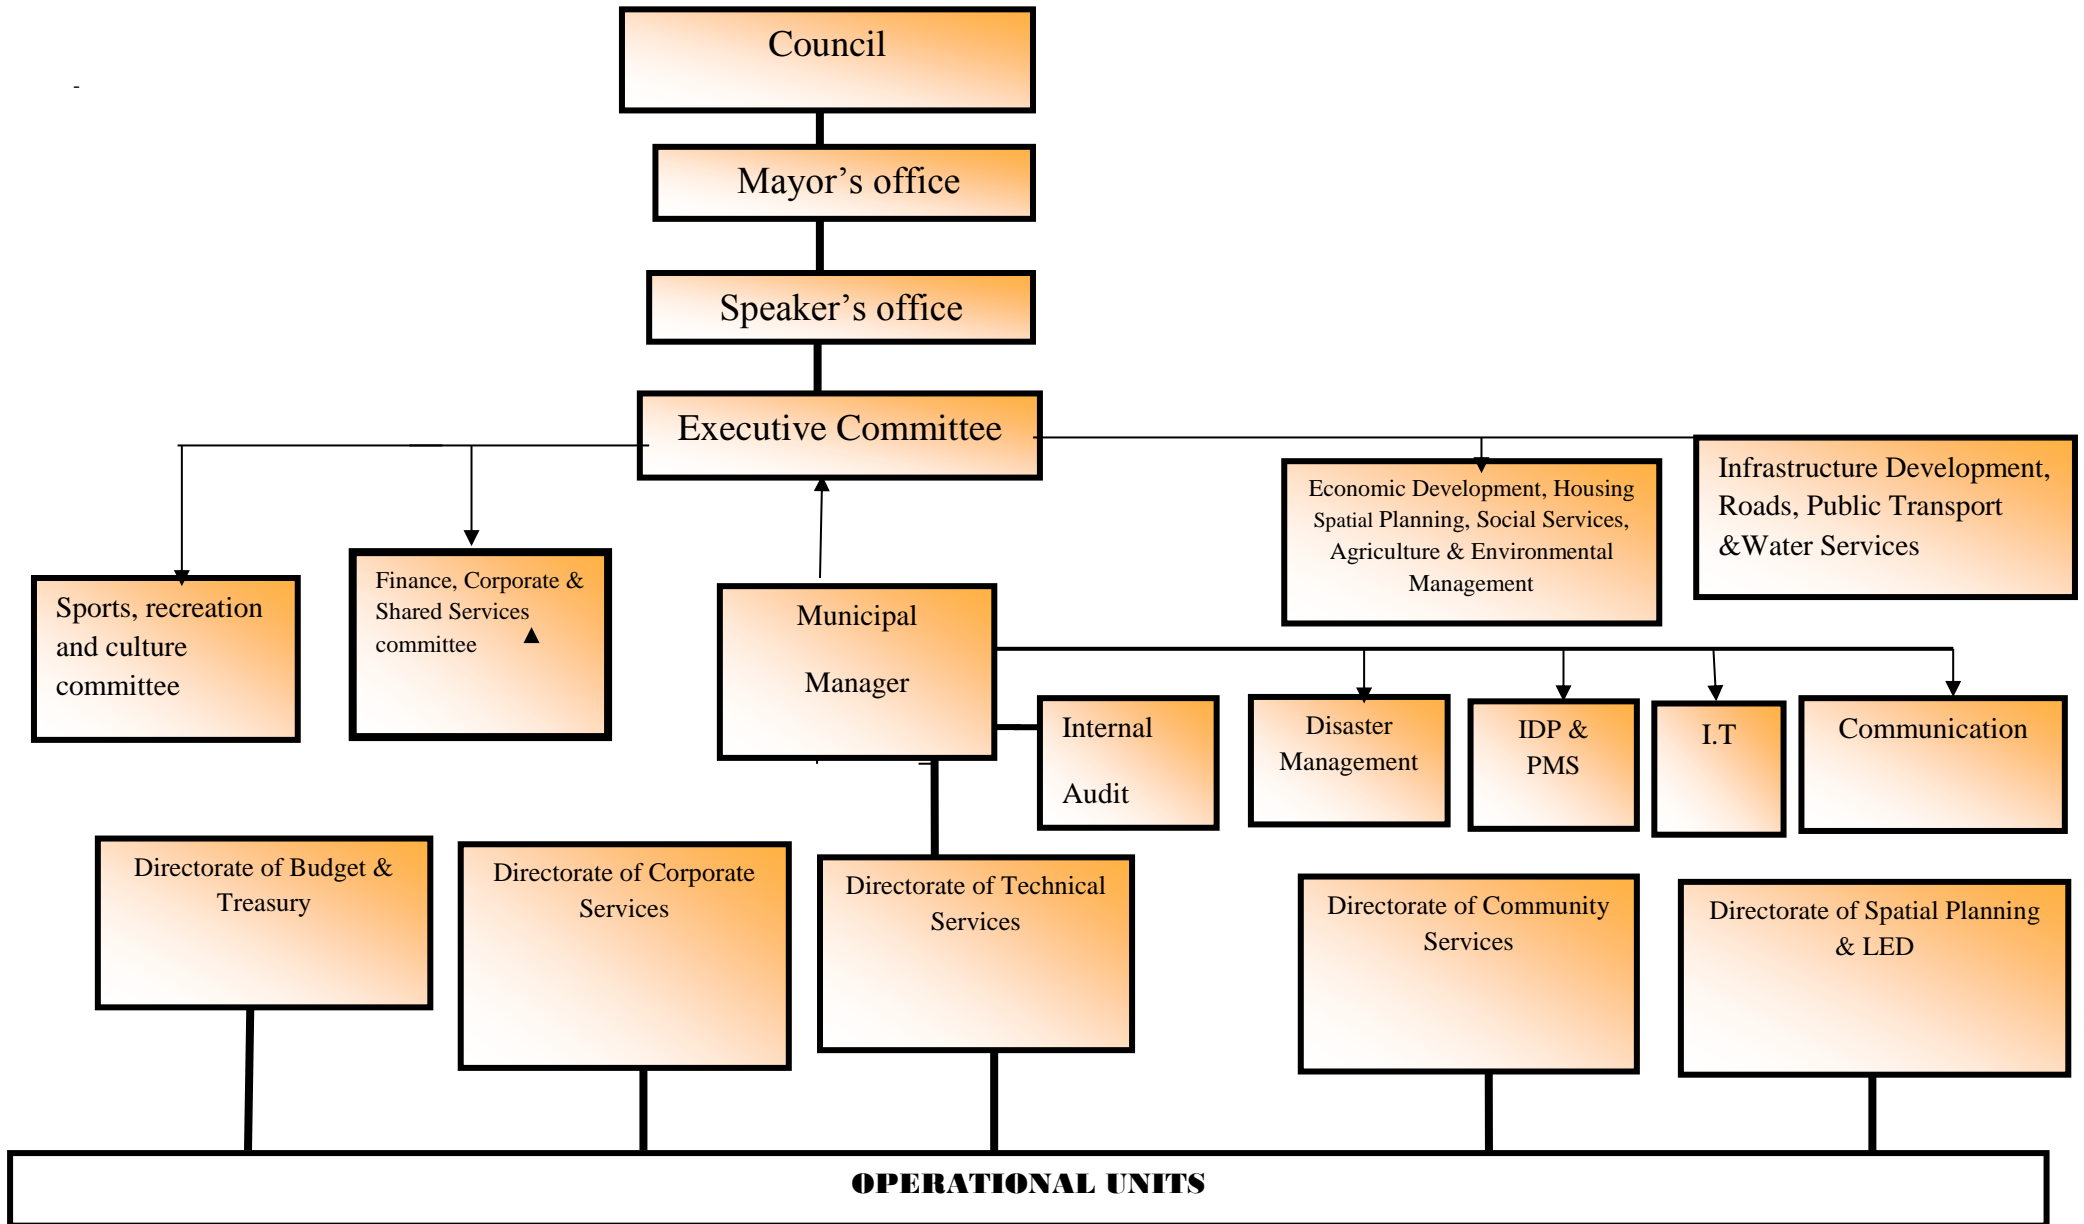 Council
-
Mayor’s office
Speaker’s office
Executive Committee
Infrastructure Development,
Roads, Public Transport
&Water Services
Economic Development, Housing
Spatial Planning, Social Services,
Agriculture & Environmental
Management
Finance, Corporate &
Shared Services
committee
Sports, recreation
and culture
committee
Municipal
Manager
Internal
Audit
Disaster
Management
IDP &
PMS
I.T
Communication
Directorate of Budget &
Treasury
Directorate of Corporate
Services
Directorate of Technical
Services
Directorate of Community
Services
Directorate of Spatial Planning
& LED
OPERATIONAL UNITS